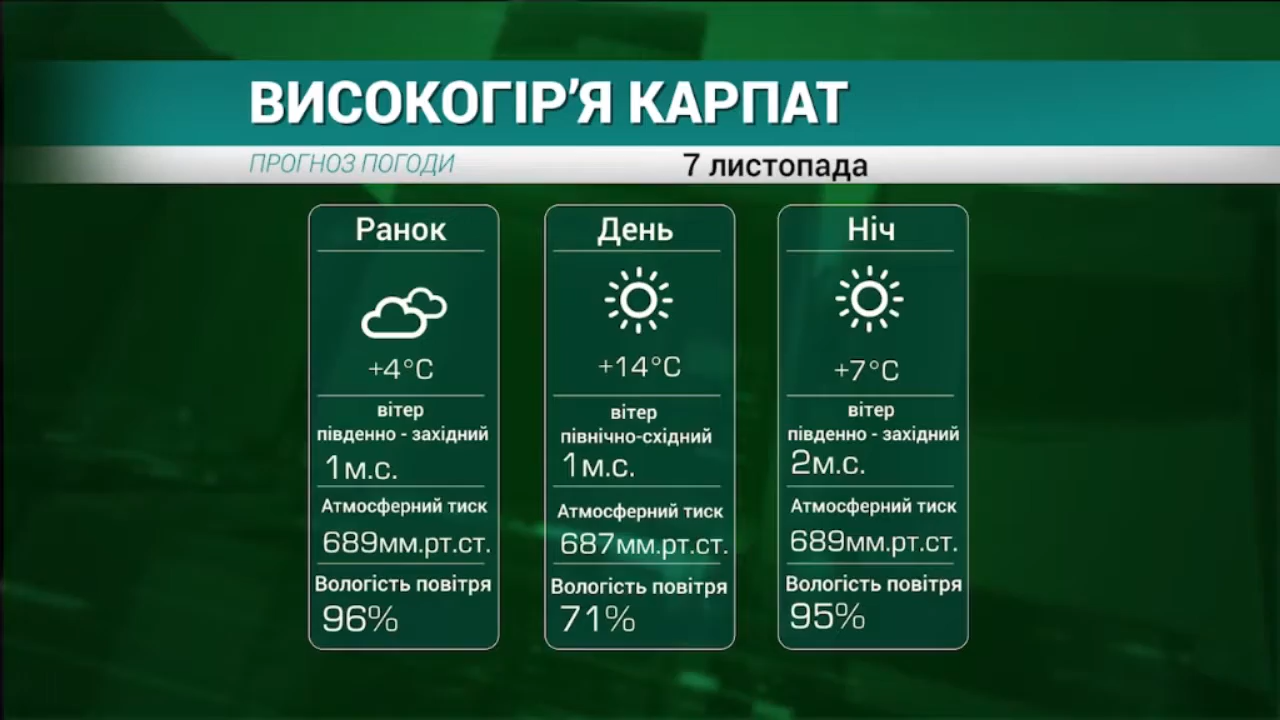 ВИСОКОГІР’Я КАРПАТ
ПРОГНОЗ ПОГОДИ
7 листопада
Ранок
+4°C
вітер
південно - західний
1м.с.
Атмосферний тиск
689мм.рт.ст.
Вологість повітря
96%
День
+14°C
вітер
північно-східний
1м.с.
Атмосферний тиск
687мм.рт.ст.
Вологість повітря
71%
Ніч
+7°C
вітер
південно - західний
2м.с.
Атмосферний тиск
689мм.рт.ст.
Вологість повітря
95%